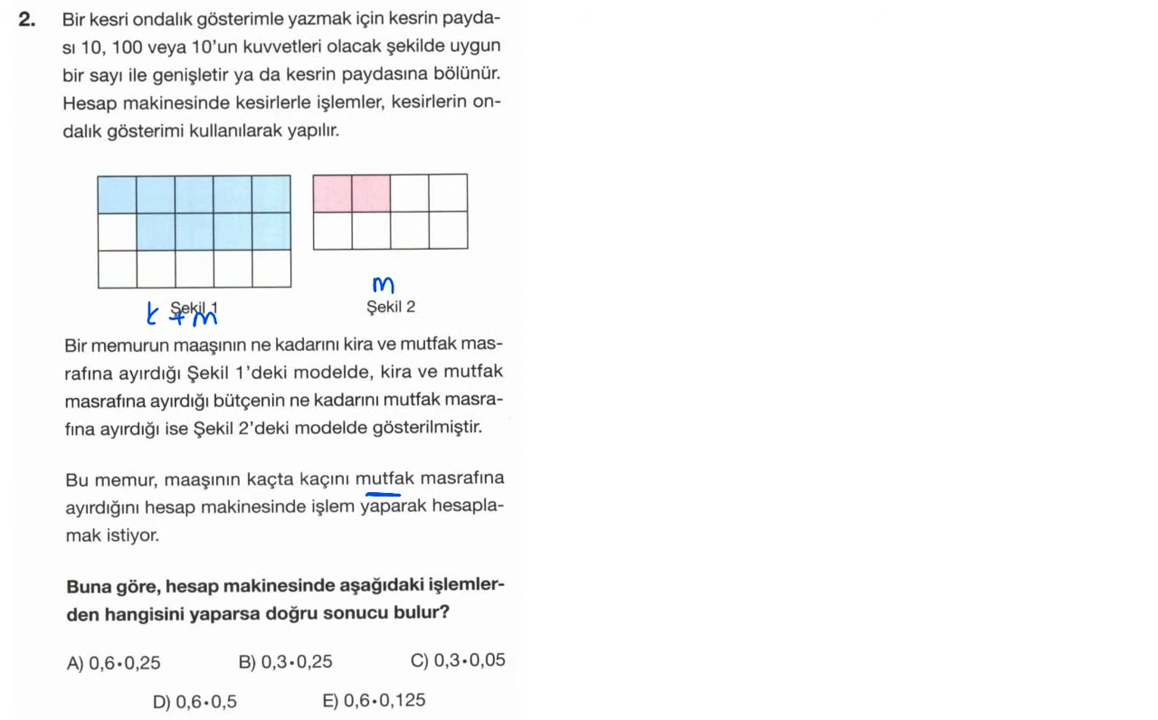 2. Bir kesri ondalık gösterimle yazmak için kesrin payda-
sı 10, 100 veya 10'un kuvvetleri olacak şekilde uygun
bir sayı ile genişletir ya da kesrin paydasına bölünür.
Hesap makinesinde kesirlerle işlemler, kesirlerin on-
dalık gösterimi kullanılarak yapılır.
m
Şekil 1 Şekil 2
k + m
Bir memurun maaşının ne kadarını kira ve mutfak mas-
rafına ayırdığı Şekil 1'deki modelde, kira ve mutfak
masrafına ayırdığı bütçenin ne kadarını mutfak masra-
fına ayırdığı ise Şekil 2'deki modelde gösterilmiştir.
Bu memur, maaşının kaçta kaçını mutfak masrafına
ayırdığını hesap makinesinde işlem yaparak hesapla-
mak istiyor.
Buna göre, hesap makinesinde aşağıdaki işlemler-
den hangisini yaparsa doğru sonucu bulur?
A) 0,6•0,25 B) 0,3•0,25 C) 0,3•0,05
D) 0,6•0,5 E) 0,6•0,125